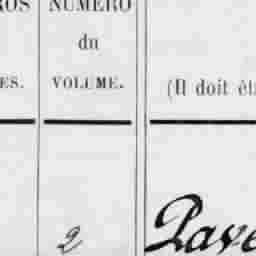 ROS NUMÉRO
du
ES. VOLUME. (Il doit êt
2 Pave